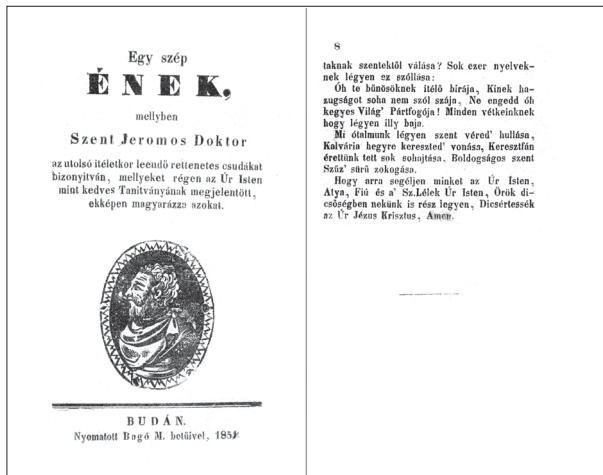 Egy szép
ÉNEK,
mellyben
Szent Jeromos Doktor
az utolsó itéletkor leendő rettenetes csudákat
bizonyitván, mellyeket régen az Úr Isten
mint kedves Tanitványának megjelentött,
ekképen magyarázza azokat.
BUDÁN.
Nyomatott Bagó M. betüivel, 1851
8
taknak szentektöl válása? Sok ezer nyelvek-
nek légyen ez szóllása:
Óh te bűnösöknek itélő birája, Kinek ha-
zugságot soha nem szól szája, Ne engedd óh
kegyes Világ' Pártfogója! Minden vétkeinknek
hogy légyen illy baja.
Mi ótalmunk légyen szent véred' hullása,
Kalvária hegyre kereszted' vonása, Keresztfán
érettünk tett sok sohajtása, Boldogságos szent
Szűz' sürü zokogása.
Hogy arra segéljen minket az Úr Isten,
Atya, Fiú és a' Sz.Lélek Úr Isten, Örök di-
csőségben nekünk is rész legyen, Dicsértessék
az Úr Jézus Krisztus, Amen.